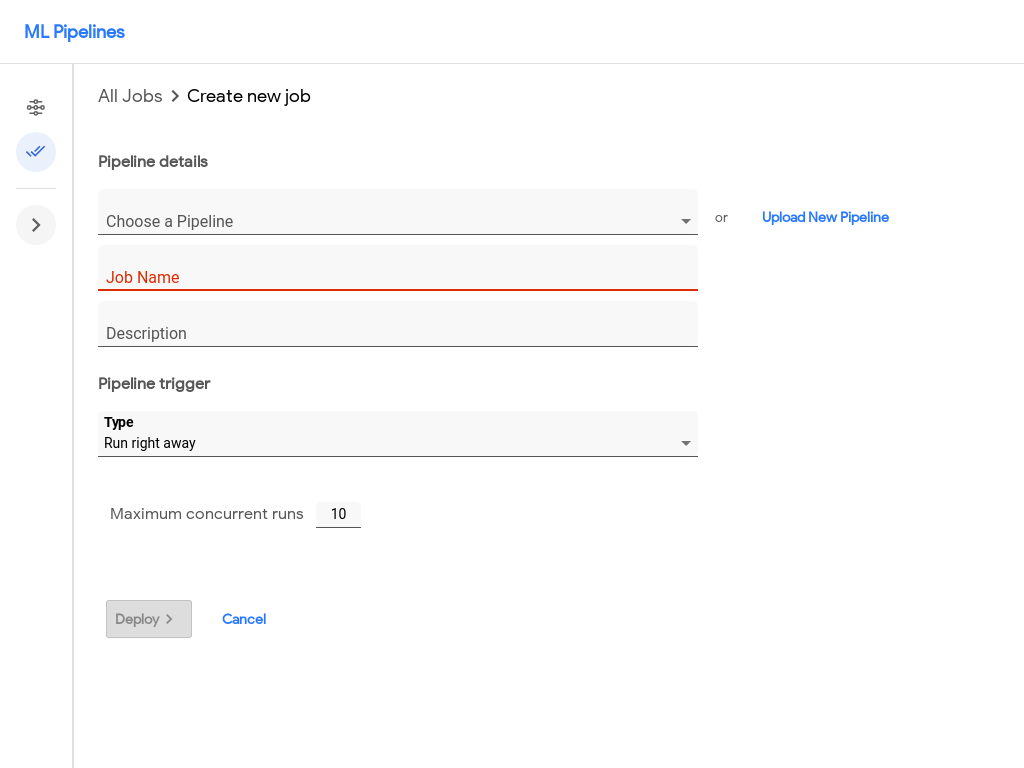 ML Pipelines
All Jobs > Create new job
Pipeline details
Choose a Pipeline
or
Upload New Pipeline
Job Name
Description
Pipeline trigger
Type
Run right away
Maximum concurrent runs 10
Deploy >
Cancel